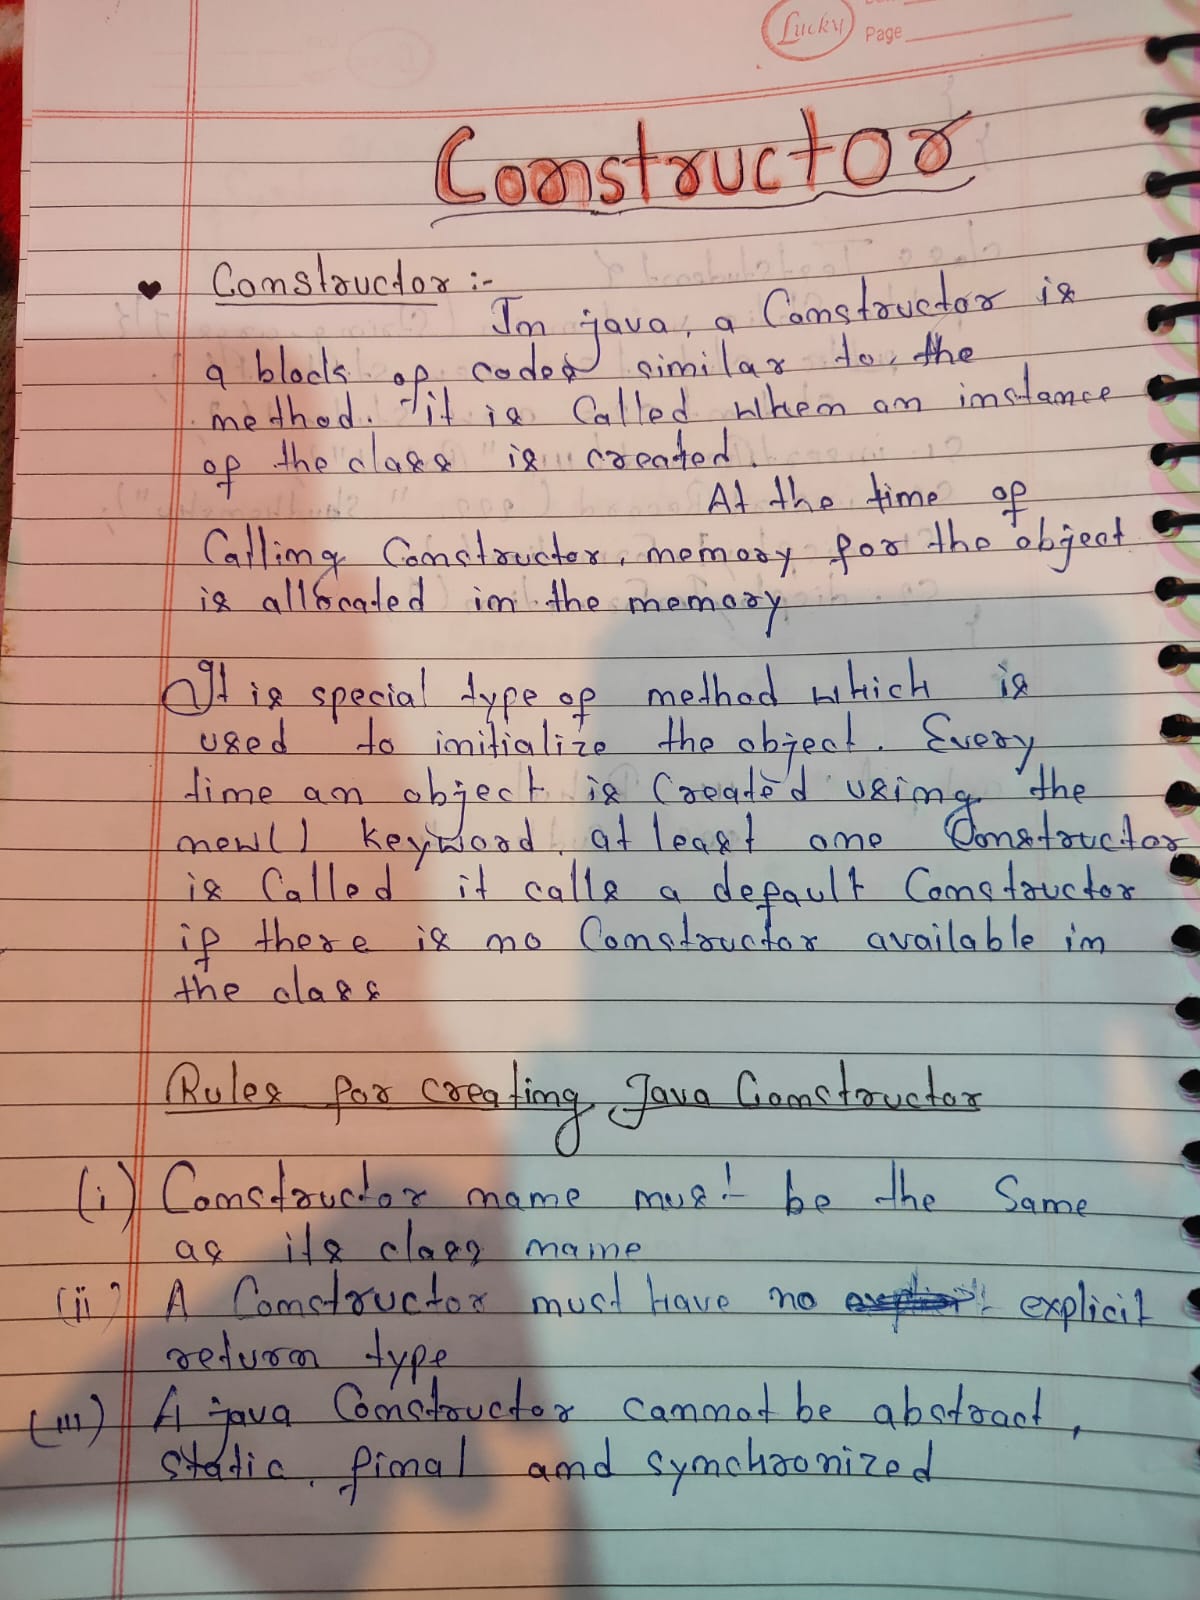 Lucky
Page
Constructor
Constructor :-
In java, a Constructor is
a block of codes similar to the
method. it is Called when an instance
of the class is created.
At the time of
Calling Constructor, memory for the object
is allocated in the memory
It is special type of method which is
used to initialize the object. Every
time an object is Created using the
new() keyword, at least one Constructor
is Called it calls a default Constructor
if there is no Constructor available in
the class
Rules for creating Java Constructor
(i) Constructor name must be the Same
as its class name
(ii) A Constructor must have no explicit
return type
(iii) A java Constructor cannot be abstract,
static, final and synchronized